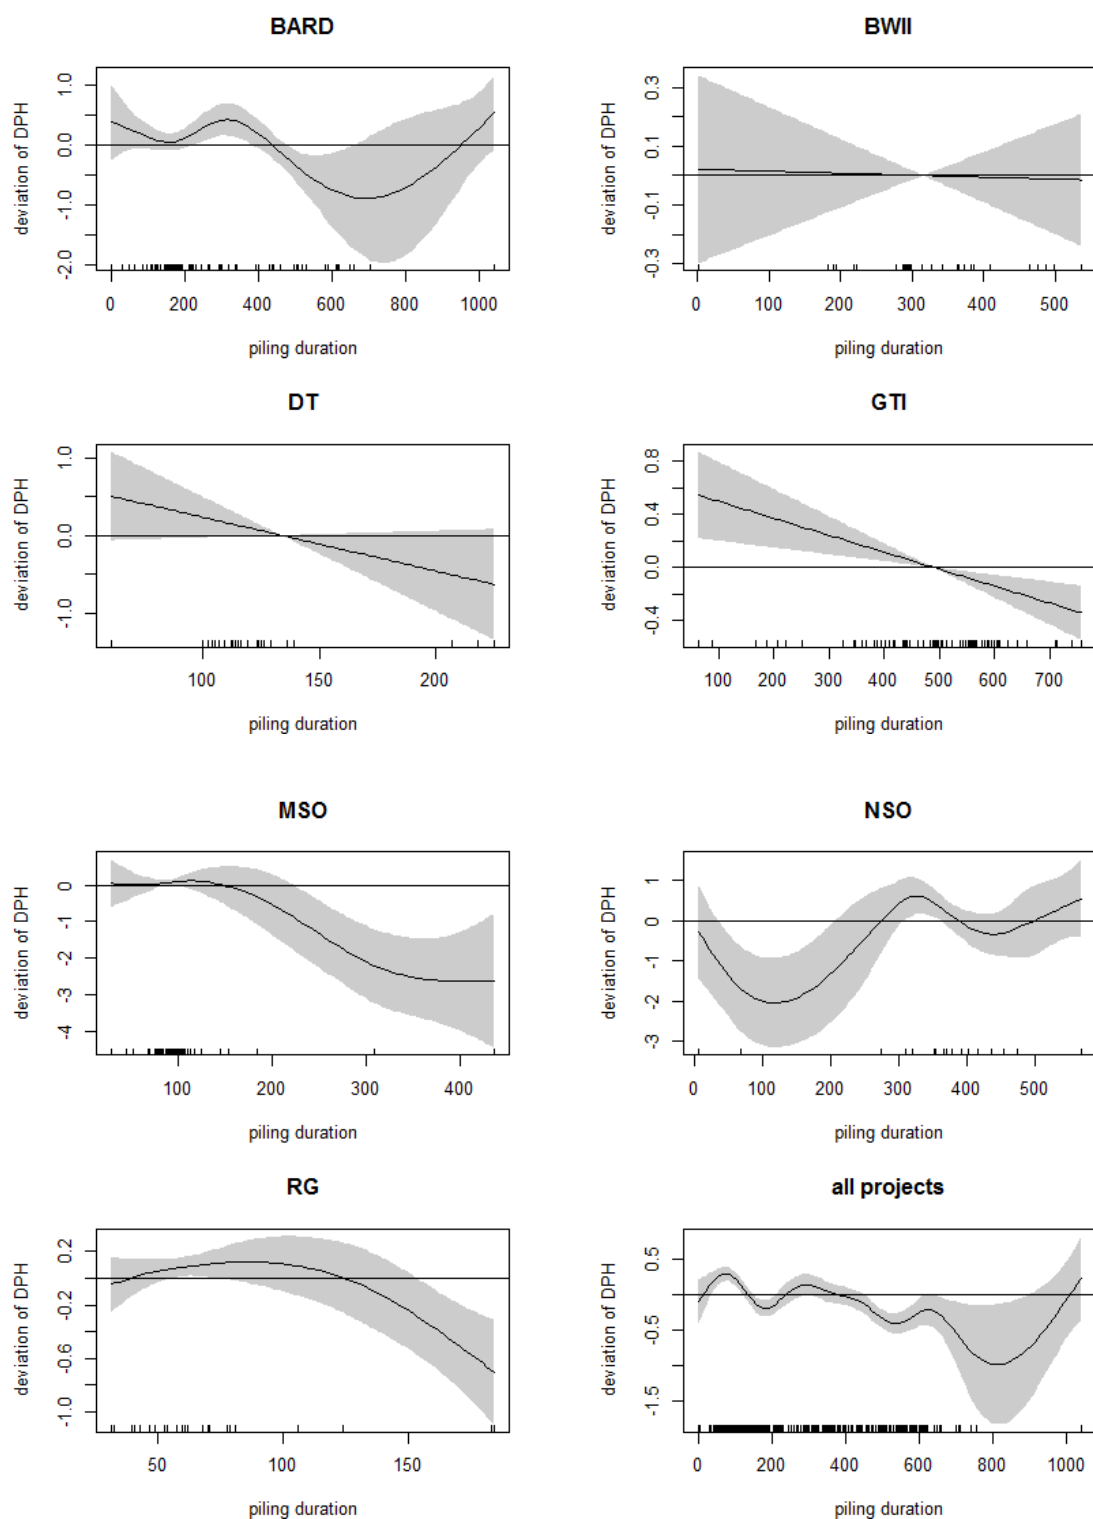 BARD
deviation of DPH
1.0
0.0
-1.0
-2.0
0 200 400 600 800 1000
piling duration
BWII
deviation of DPH
0.3
0.1
-0.1
-0.3
0 100 200 300 400 500
piling duration
DT
deviation of DPH
1.0
0.0
-1.0
100 150 200
piling duration
GTI
deviation of DPH
0.8
0.4
0.0
-0.4
100 200 300 400 500 600 700
piling duration
MSO
deviation of DPH
0
-1
-2
-3
-4
100 200 300 400
piling duration
NSO
deviation of DPH
1
0
-1
-2
-3
0 100 200 300 400 500
piling duration
RG
deviation of DPH
0.2
-0.2
-0.6
-1.0
50 100 150
piling duration
all projects
deviation of DPH
0.5
-0.5
-1.5
0 200 400 600 800 1000
piling duration